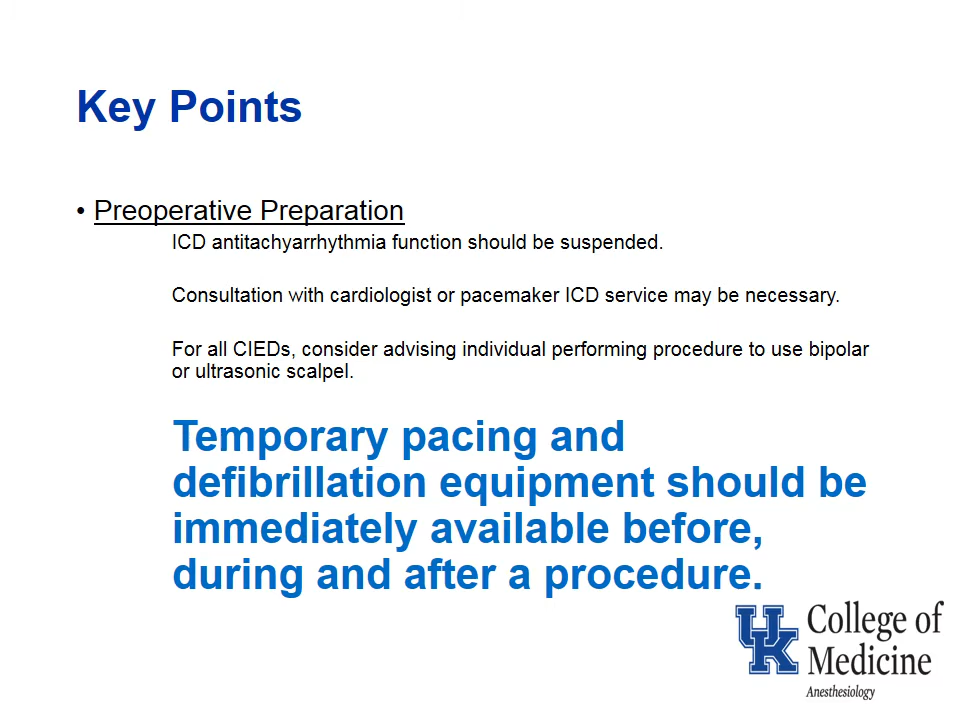 Key Points
• Preoperative Preparation
ICD antitachyarrhythmia function should be suspended.
Consultation with cardiologist or pacemaker ICD service may be necessary.
For all CIEDs, consider advising individual performing procedure to use bipolar
or ultrasonic scalpel.
Temporary pacing and
defibrillation equipment should be
immediately available before,
during and after a procedure.
UK
College of
Medicine
Anesthesiology